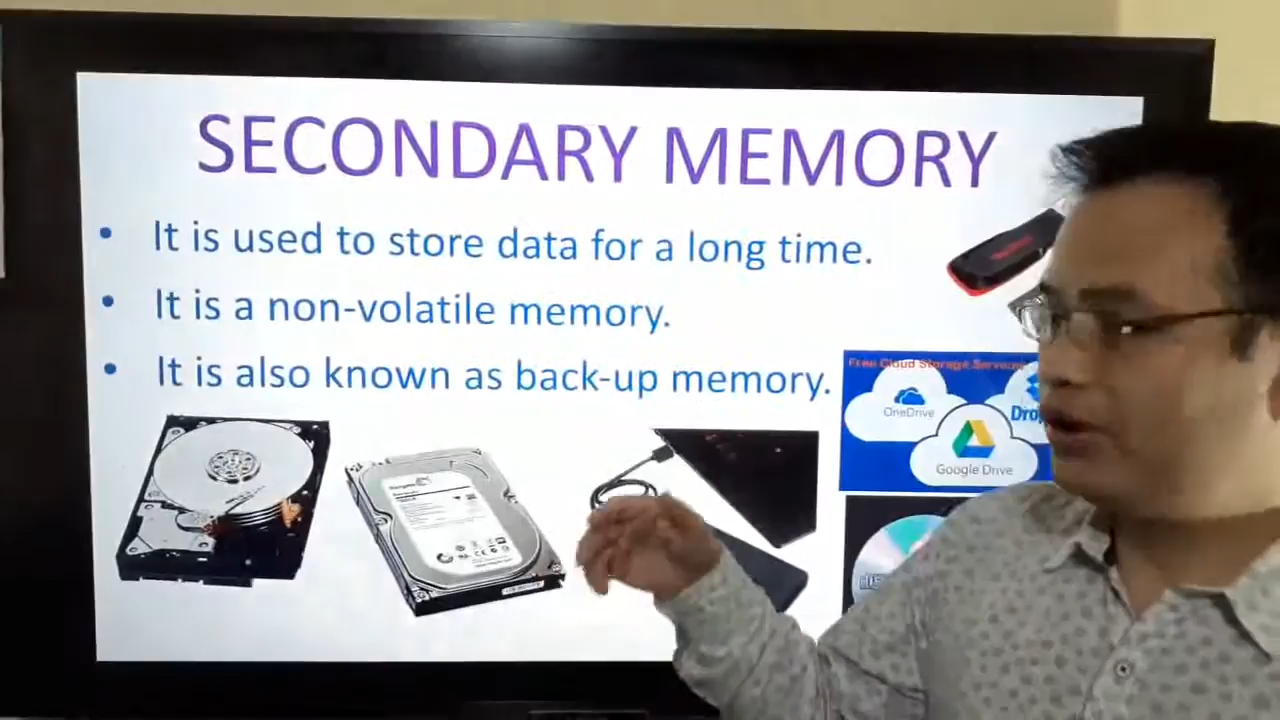 SECONDARY MEMORY
• It is used to store data for a long time.
• It is a non-volatile memory.
• It is also known as back-up memory.
Free Cloud Storage Services
OneDrive
Google Drive